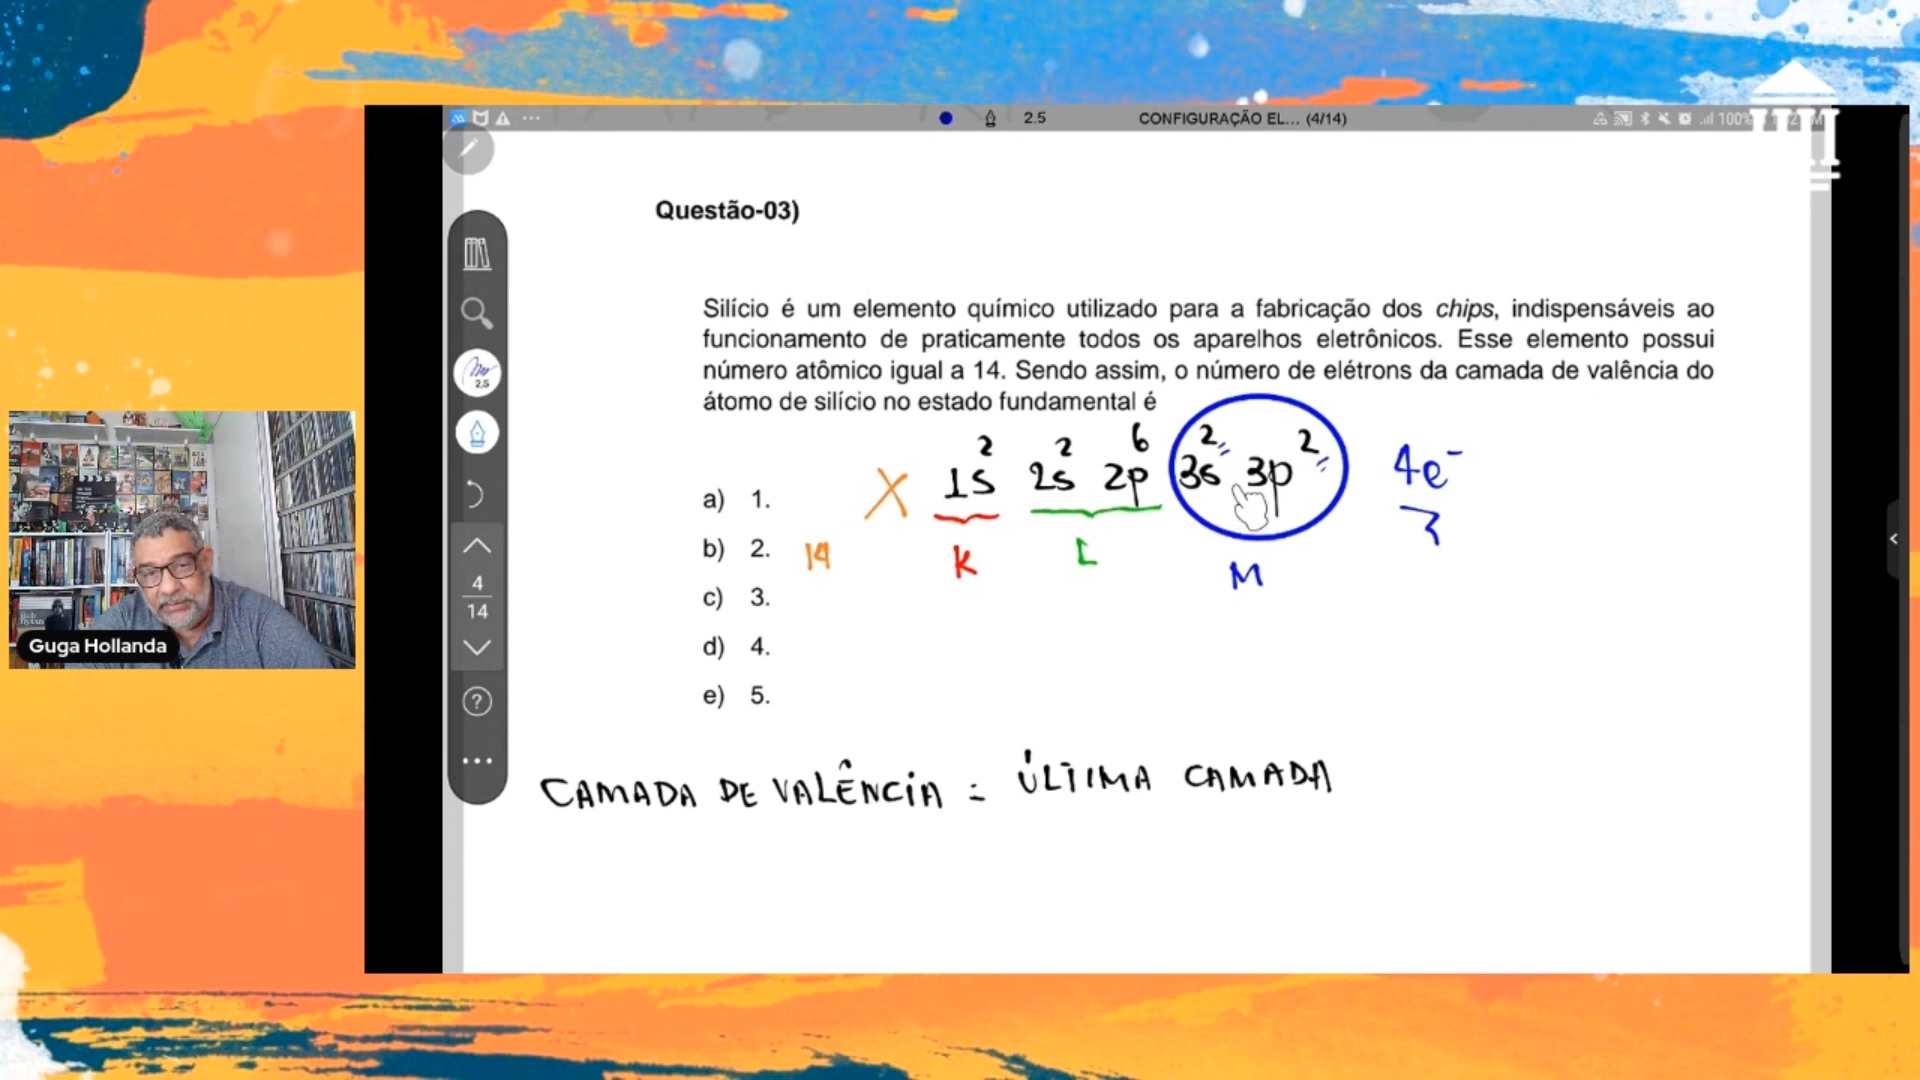 2.5 CONFIGURAÇÃO EL... (4/14) 100%
Questão-03)
Silício é um elemento químico utilizado para a fabricação dos chips, indispensáveis ao
funcionamento de praticamente todos os aparelhos eletrônicos. Esse elemento possui
número atômico igual a 14. Sendo assim, o número de elétrons da camada de valência do
átomo de silício no estado fundamental é
2.5
X 1s² 2s² 2p⁶ 3s² 3p² 4e⁻
a) 1.
b) 2.
14 K L M
c) 3.
d) 4.
e) 5.
4
14
?
CAMADA DE VALÊNCIA = ÚLTIMA CAMADA
Guga Hollanda